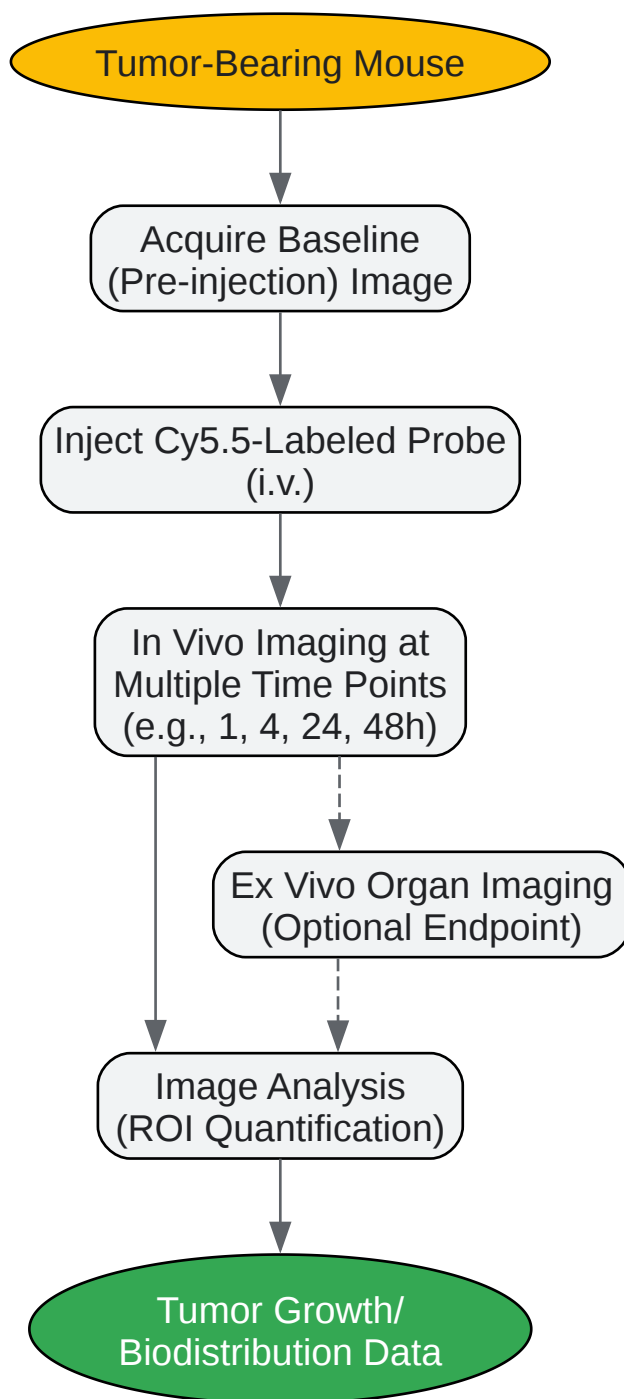 Tumor-Bearing Mouse
Acquire Baseline
(Pre-injection) Image
Inject Cy5.5-Labeled Probe
(i.v.)
In Vivo Imaging at
Multiple Time Points
(e.g., 1, 4, 24, 48h)
Ex Vivo Organ Imaging
(Optional Endpoint)
Image Analysis
(ROI Quantification)
Tumor Growth/
Biodistribution Data